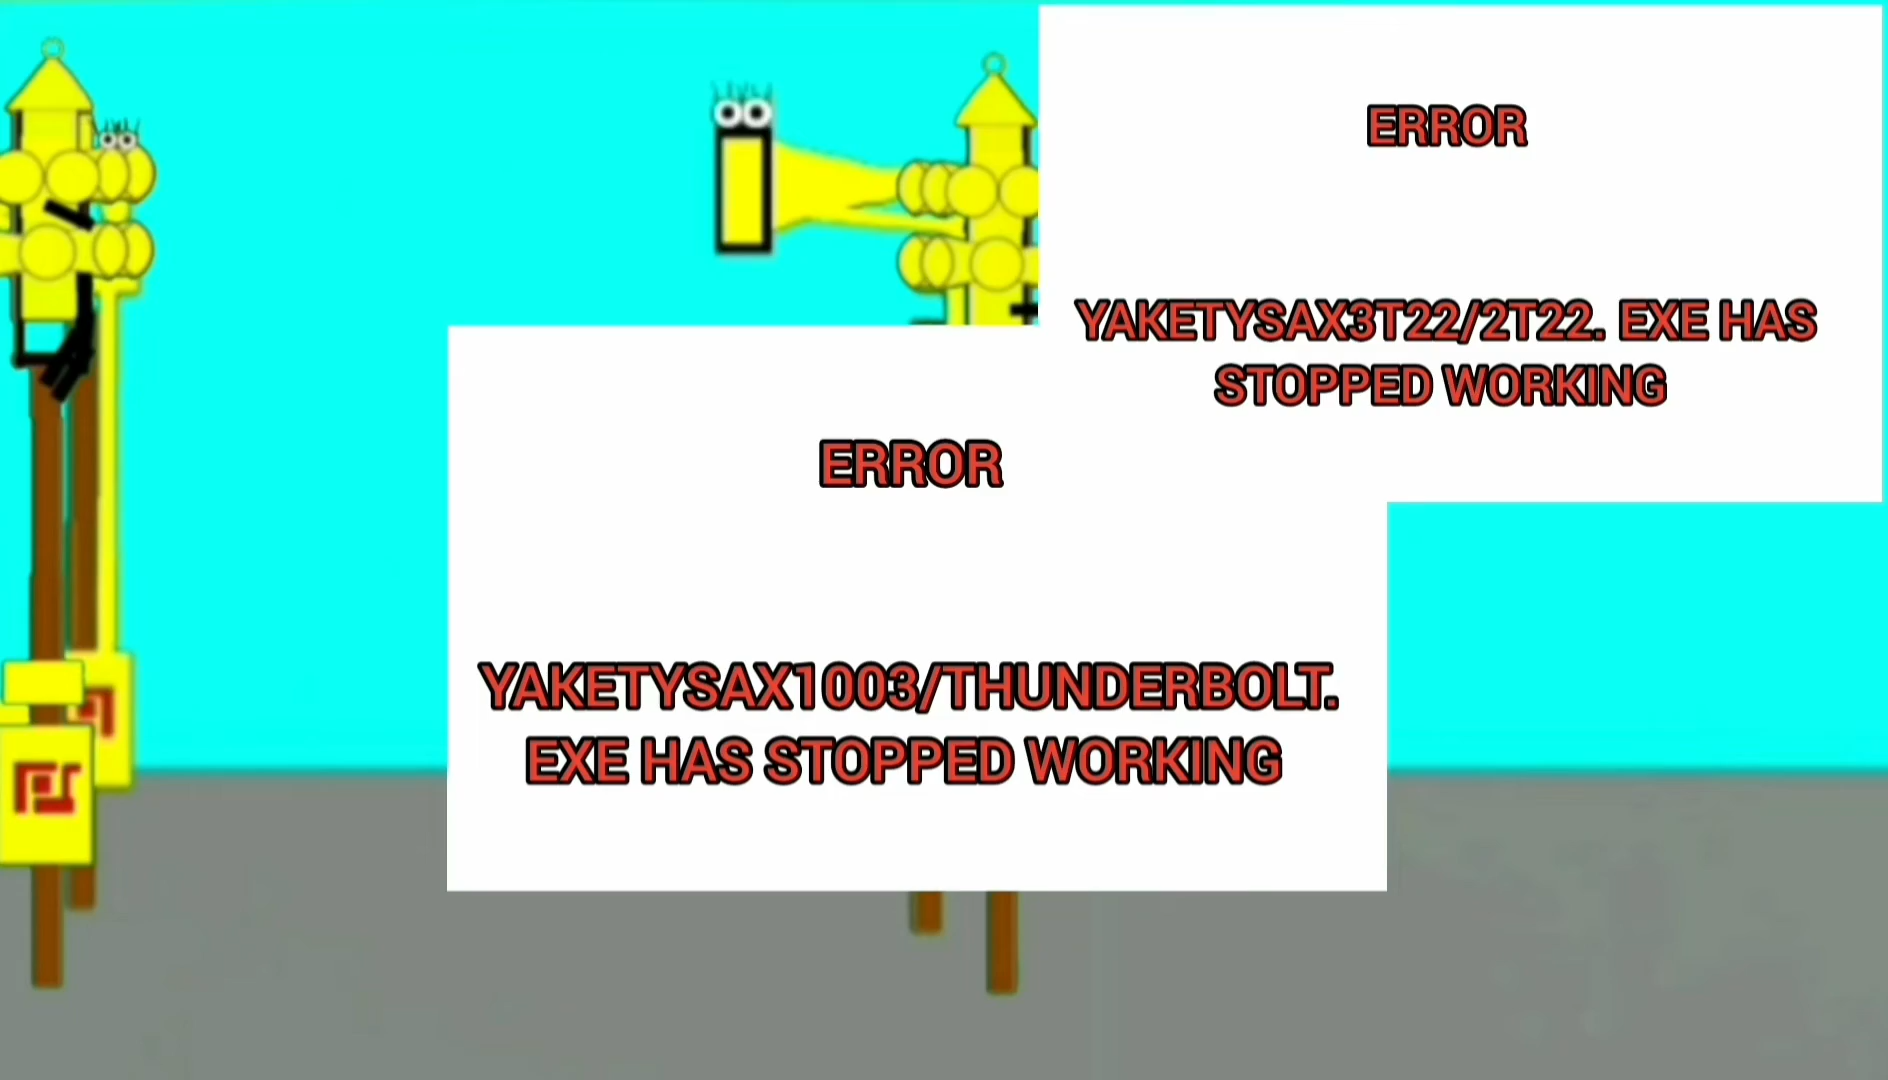 ERROR
YAKETYSAX3T22/2T22. EXE HAS
STOPPED WORKING
ERROR
YAKETYSAX1003/THUNDERBOLT.
EXE HAS STOPPED WORKING